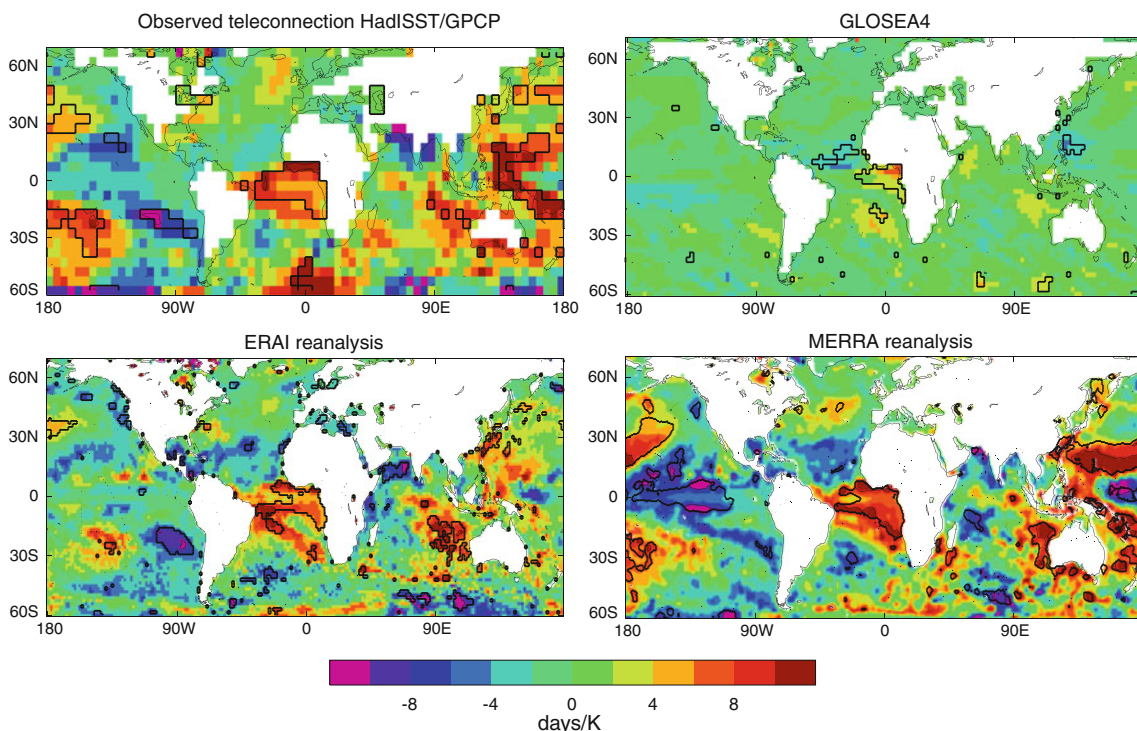 Observed teleconnection HadISST/GPCP
GLOSEA4
60N
30N
0
30S
60S
180
90W
0
90E
180
60N
30N
0
30S
60S
180
90W
0
90E
ERAI reanalysis
MERRA reanalysis
60N
30N
0
30S
60S
180
90W
0
90E
60N
30N
0
30S
60S
180
90W
0
90E
-8
-4
0
4
8
days/K